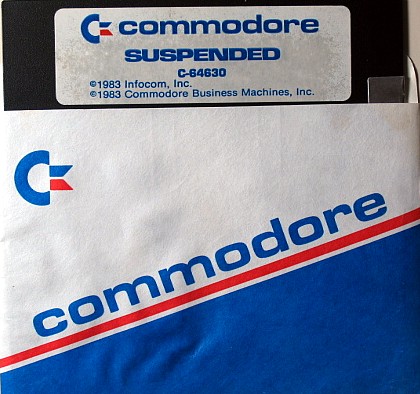 commodore
SUSPENDED
C-64630
©1983 Infocom, Inc.
©1983 Commodore Business Machines, Inc.
commodore